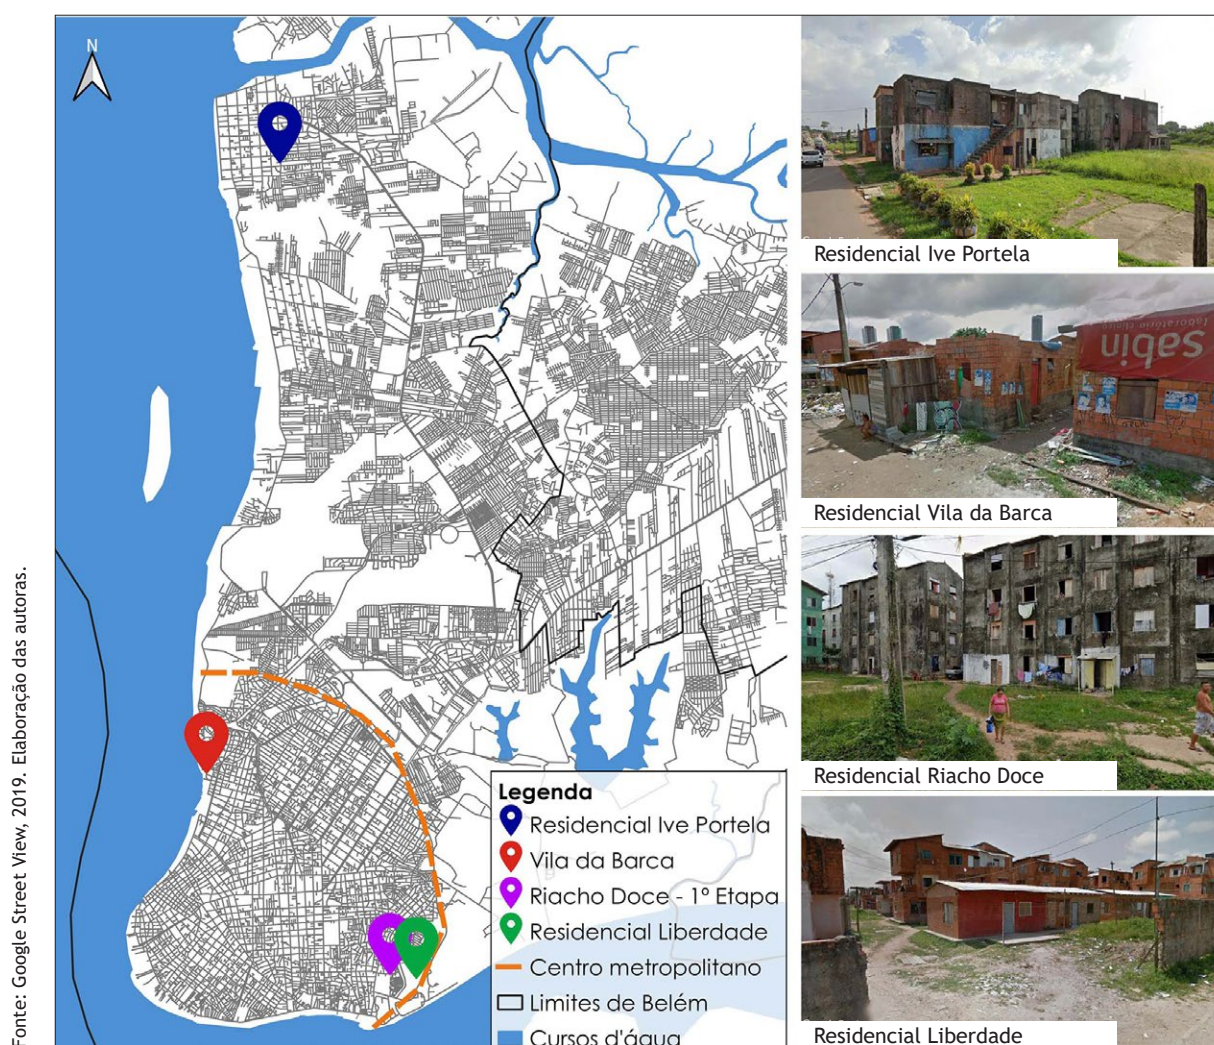 Fonte: Google Street View, 2019. Elaboração das autoras.
N
Residencial Ive Portela
sabin
laboratório clínico
Residencial Vila da Barca
Residencial Riacho Doce
Legenda
Residencial Ive Portela
Vila da Barca
Riacho Doce - 1º Etapa
Residencial Liberdade
Centro metropolitano
Limites de Belém
Cursos d'água
Residencial Liberdade